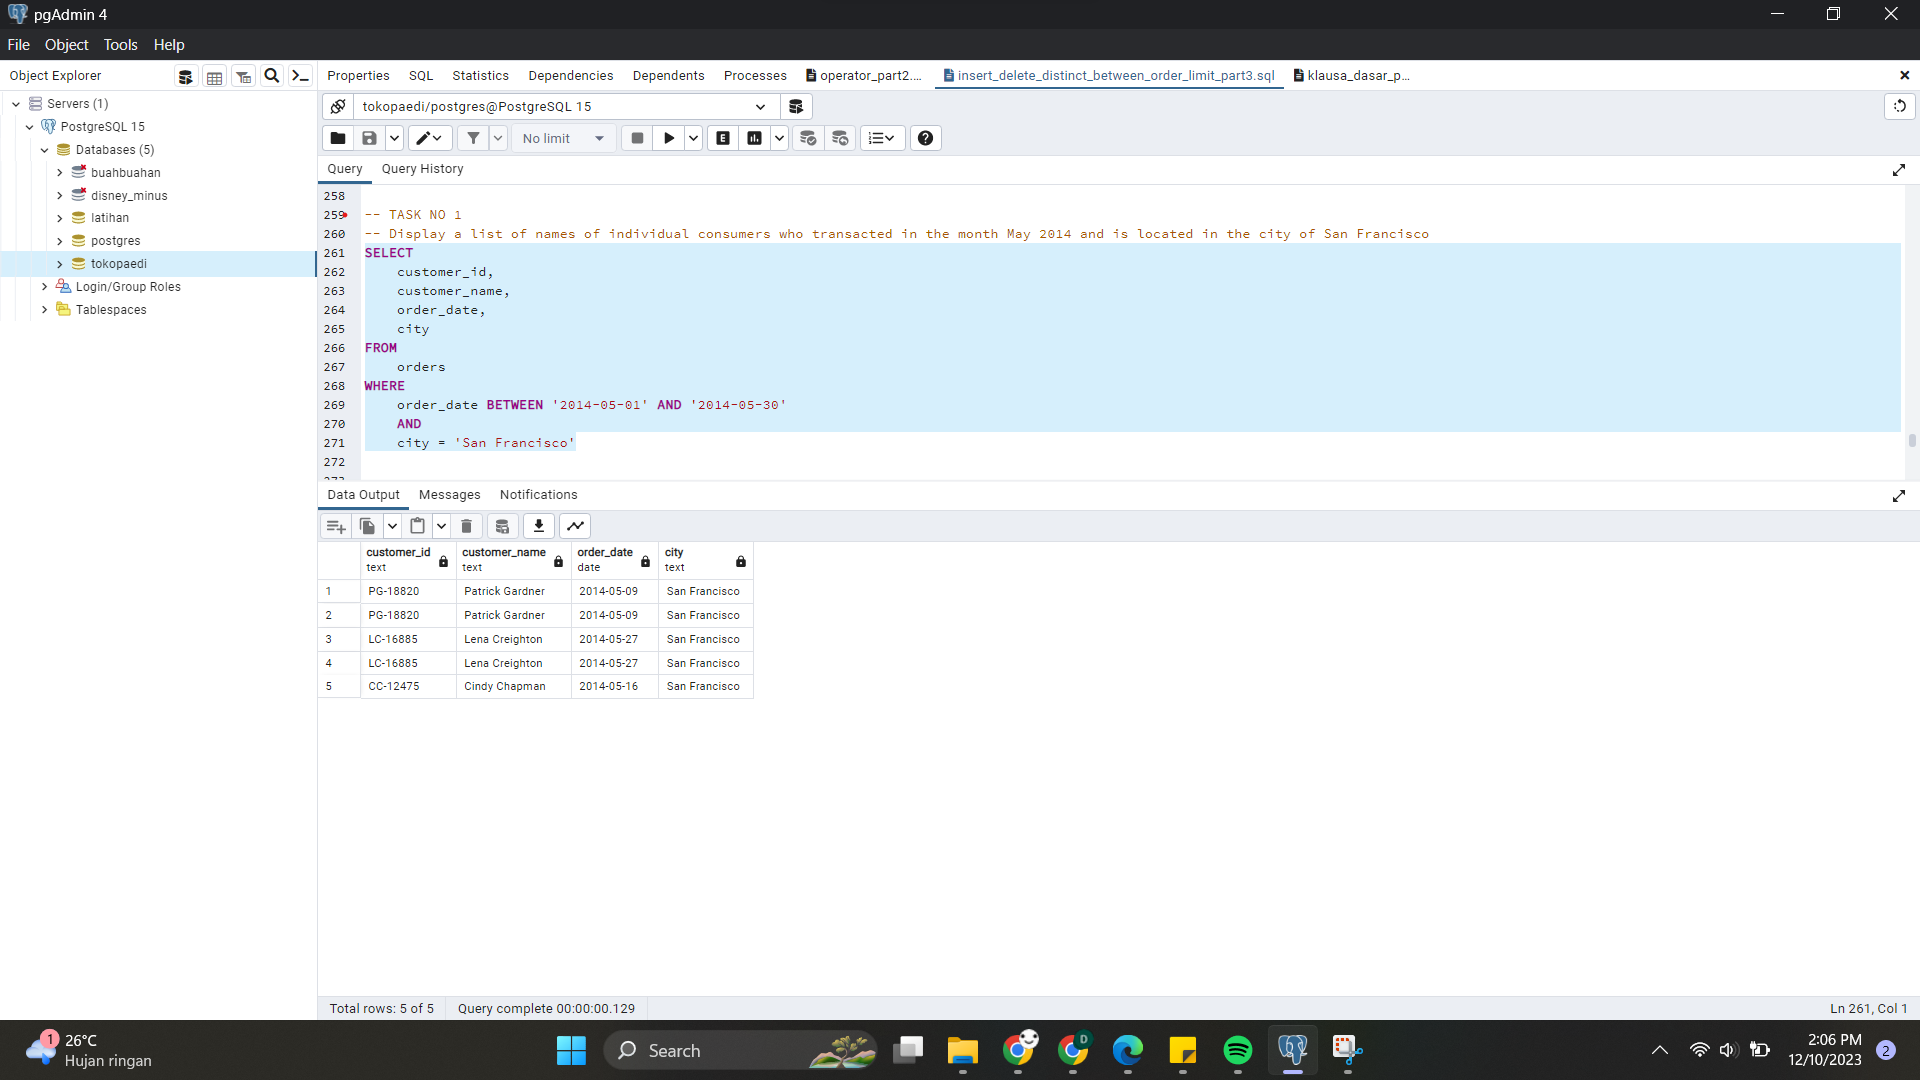 pgAdmin 4
File Object Tools Help
Object Explorer
Properties SQL Statistics Dependencies Dependents Processes operator_part2.... insert_delete_distinct_between_order_limit_part3.sql klausa_dasar_p...
Servers (1)
PostgreSQL 15
Databases (5)
buahbuahan
disney_minus
latihan
postgres
tokopaedi
Login/Group Roles
Tablespaces
tokopaedi/postgres@PostgreSQL 15
No limit
E
Query Query History
258
259 -- TASK NO 1
260 -- Display a list of names of individual consumers who transacted in the month May 2014 and is located in the city of San Francisco
261 SELECT
262 customer_id,
263 customer_name,
264 order_date,
265 city
266 FROM
267 orders
268 WHERE
269 order_date BETWEEN '2014-05-01' AND '2014-05-30'
270 AND
271 city = 'San Francisco'
272
Data Output Messages Notifications
customer_id customer_name order_date city
text text date text
1 PG-18820 Patrick Gardner 2014-05-09 San Francisco
2 PG-18820 Patrick Gardner 2014-05-09 San Francisco
3 LC-16885 Lena Creighton 2014-05-27 San Francisco
4 LC-16885 Lena Creighton 2014-05-27 San Francisco
5 CC-12475 Cindy Chapman 2014-05-16 San Francisco
Total rows: 5 of 5 Query complete 00:00:00.129 Ln 261, Col 1
1 26°C
Hujan ringan
Search
D
2:06 PM
12/10/2023
2